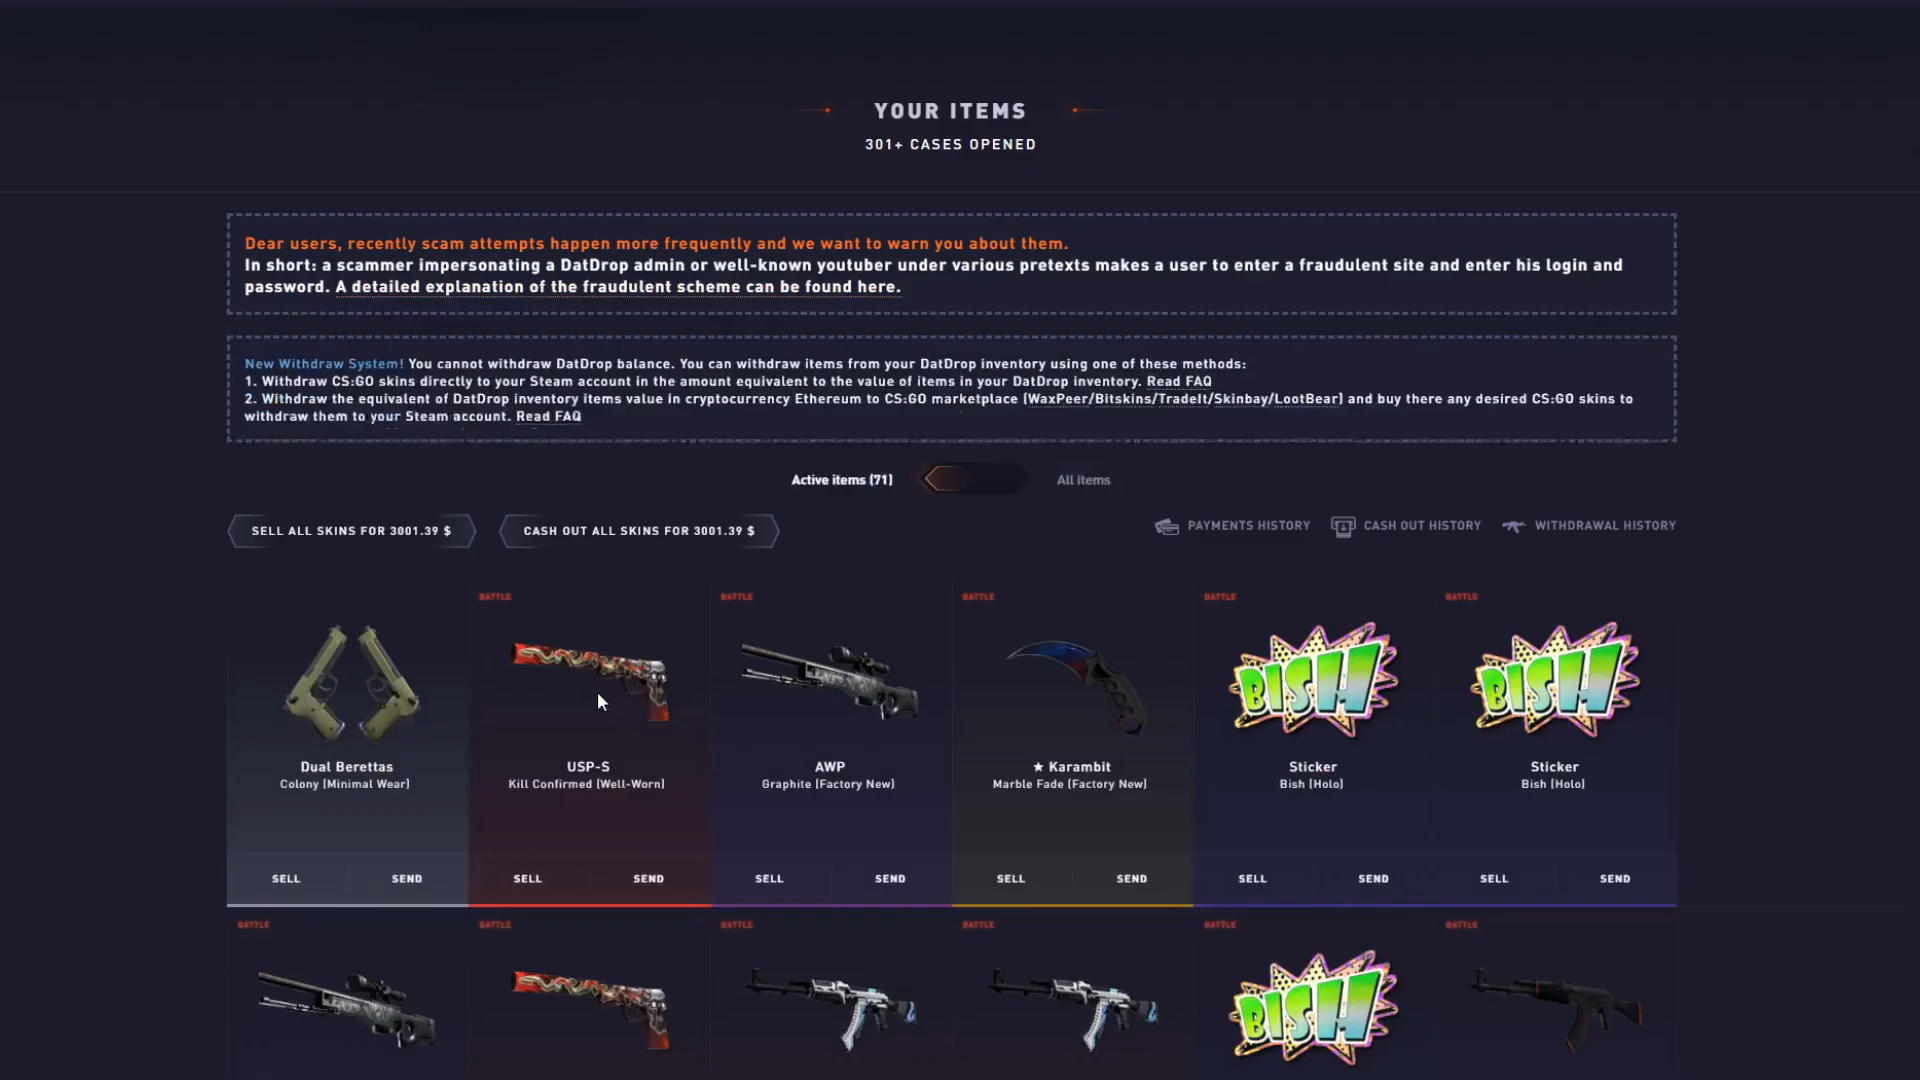 YOUR ITEMS
301+ CASES OPENED
Dear users, recently scam attempts happen more frequently and we want to warn you about them.
In short: a scammer impersonating a DatDrop admin or well-known youtuber under various pretexts makes a user to enter a fraudulent site and enter his login and
password. A detailed explanation of the fraudulent scheme can be found here.
New Withdraw System! You cannot withdraw DatDrop balance. You can withdraw items from your DatDrop inventory using one of these methods:
1. Withdraw CS:GO skins directly to your Steam account in the amount equivalent to the value of items in your DatDrop inventory. Read FAQ
2. Withdraw the equivalent of DatDrop inventory items value in cryptocurrency Ethereum to CS:GO marketplace (WaxPeer/Bitskins/TradeIt/Skinbay/LootBear) and buy there any desired CS:GO skins to
withdraw them to your Steam account. Read FAQ
Active items (71) All items
SELL ALL SKINS FOR 3001.39 $ CASH OUT ALL SKINS FOR 3001.39 $ PAYMENTS HISTORY CASH OUT HISTORY WITHDRAWAL HISTORY
BATTLE BATTLE BATTLE BATTLE BATTLE
BISH BISH
Dual Berettas USP-S AWP ★ Karambit Sticker Sticker
Colony (Minimal Wear) Kill Confirmed (Well-Worn) Graphite (Factory New) Marble Fade (Factory New) Bish (Holo) Bish (Holo)
SELL SEND SELL SEND SELL SEND SELL SEND SELL SEND SELL SEND
BATTLE BATTLE BATTLE BATTLE BATTLE BATTLE
BISH